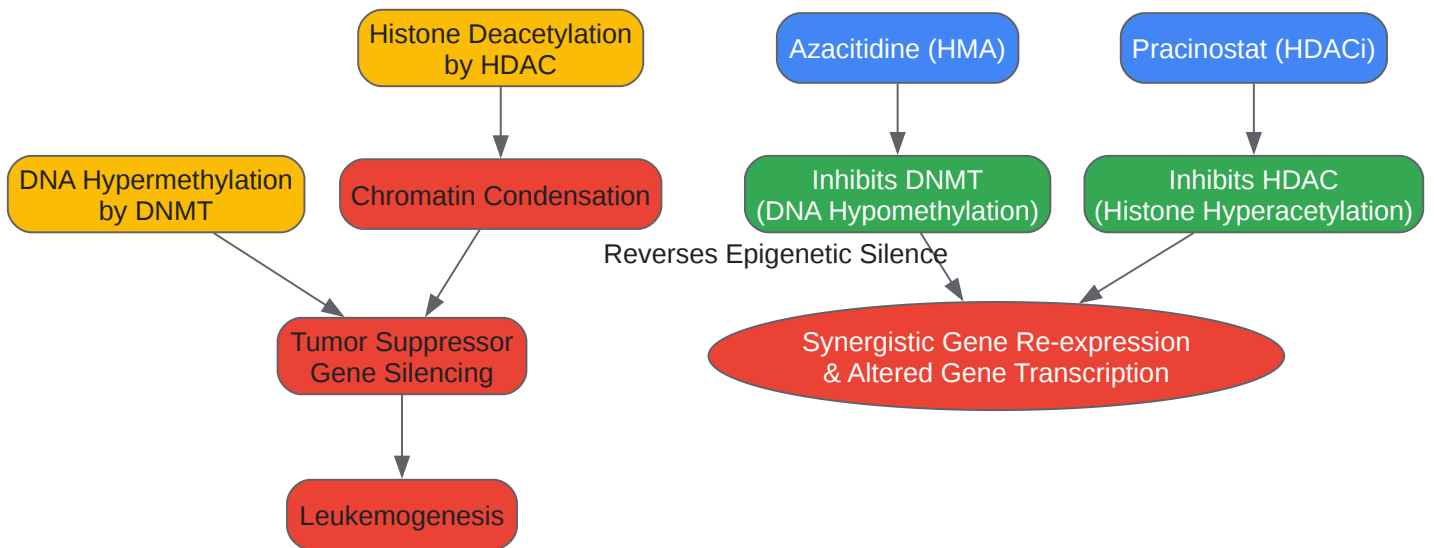 Histone Deacetylation
by HDAC
Azacitidine (HMA)
Pracinostat (HDACi)
DNA Hypermethylation
by DNMT
Chromatin Condensation
Inhibits DNMT
(DNA Hypomethylation)
Inhibits HDAC
(Histone Hyperacetylation)
Reverses Epigenetic Silence
Tumor Suppressor
Gene Silencing
Synergistic Gene Re-expression
& Altered Gene Transcription
Leukemogenesis